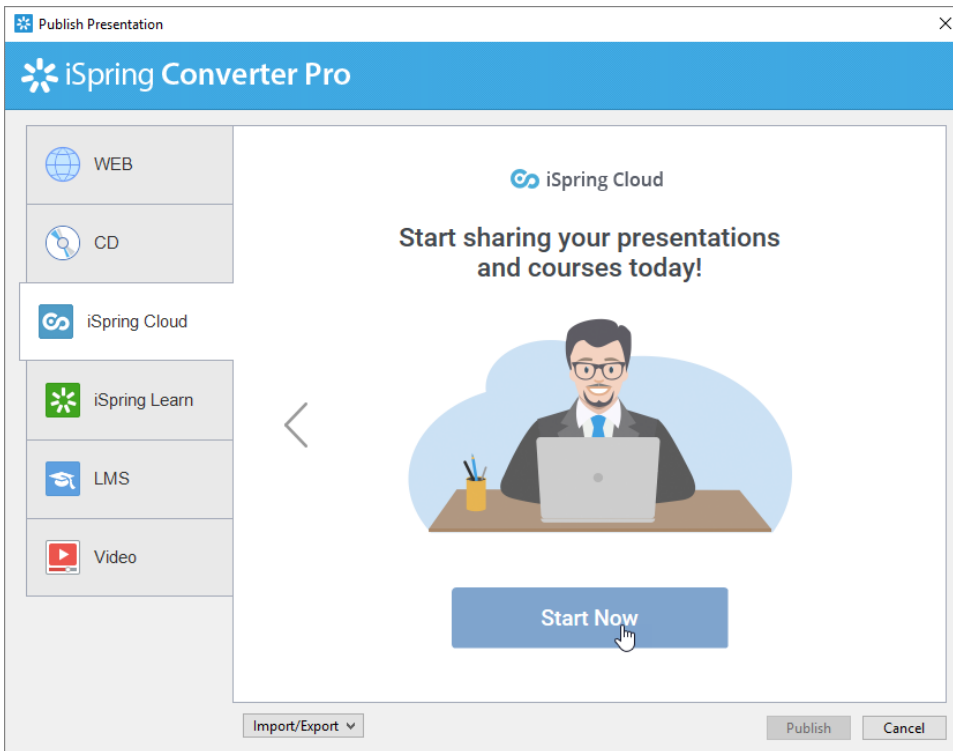 Publish Presentation
iSpring Converter Pro
WEB
CD
iSpring Cloud
iSpring Learn
LMS
Video
iSpring Cloud
Start sharing your presentations
and courses today!
Start Now
Import/Export
Publish
Cancel